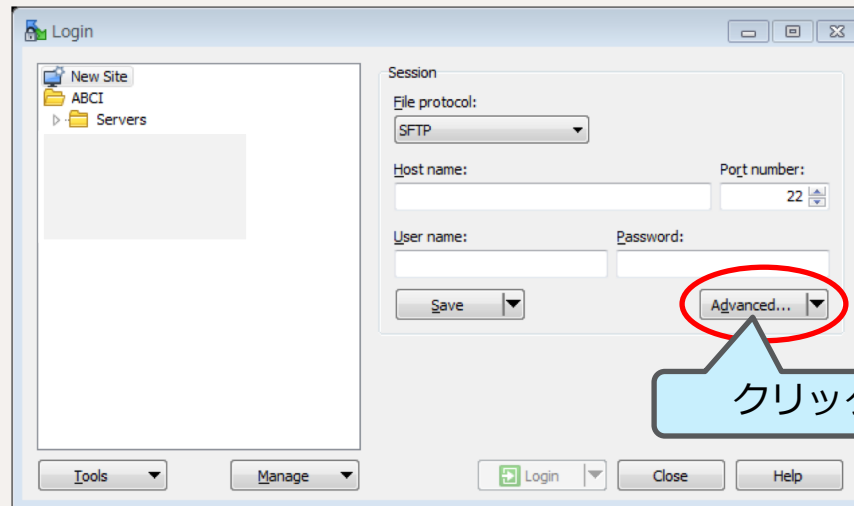 Login
New Site
ABCI
Servers
Session
File protocol:
SFTP
Host name:
Port number:
22
User name:
Password:
Save
Advanced...
クリック
Tools
Manage
Login
Close
Help